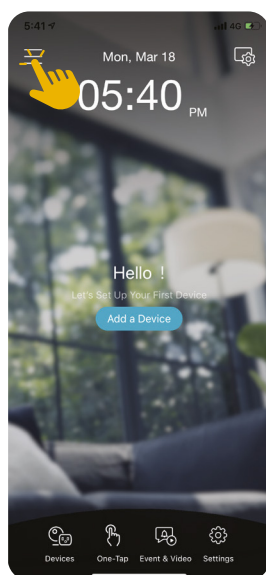 5:41 4G
Mon, Mar 18
05:40 PM
Hello !
Let's Set Up Your First Device
Add a Device
Devices One-Tap Event & Video Settings